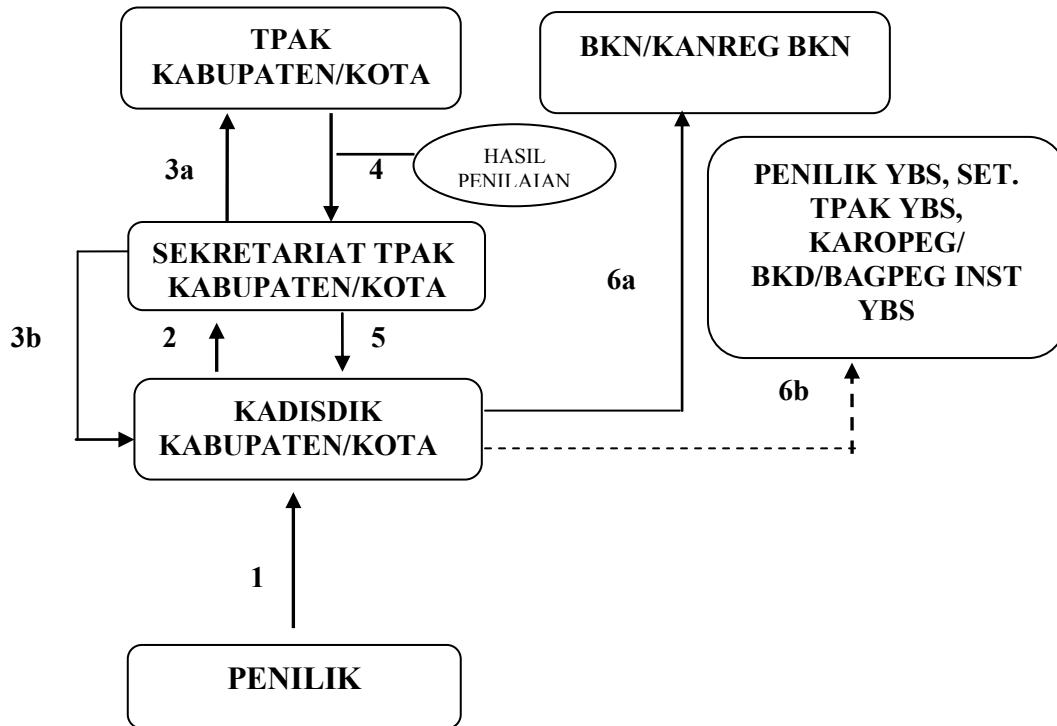 TPAK
KABUPATEN/KOTA
BKN/KANREG BKN
3a
4
HASIL
PENILAIAN
PENILIK YBS, SET.
TPAK YBS,
KAROPEG/
BKD/BAGPEG INST
YBS
SEKRETARIAT TPAK
KABUPATEN/KOTA
6a
3b
2
5
6b
KADISDIK
KABUPATEN/KOTA
1
PENILIK